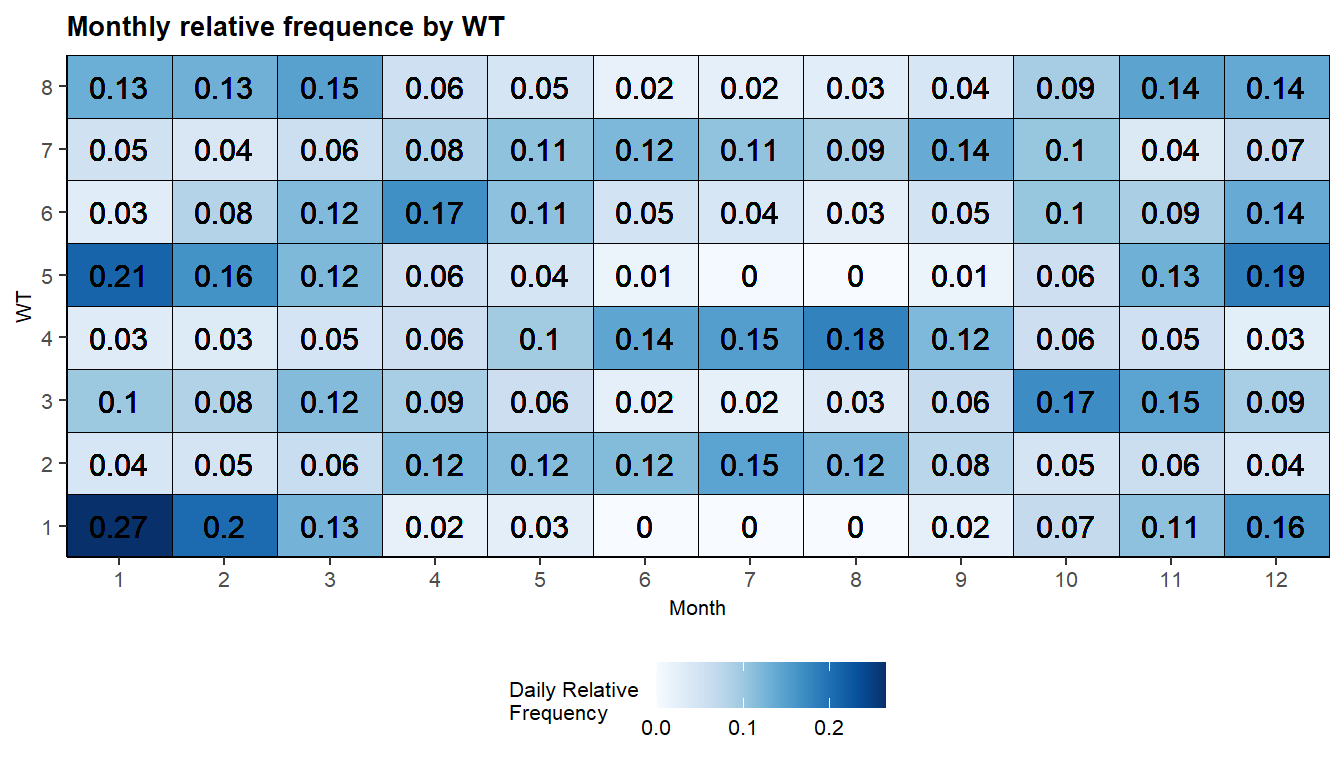 Monthly relative frequence by WT
8 0.13 0.13 0.15 0.06 0.05 0.02 0.02 0.03 0.04 0.09 0.14 0.14
7 0.05 0.04 0.06 0.08 0.11 0.12 0.11 0.09 0.14 0.1 0.04 0.07
6 0.03 0.08 0.12 0.17 0.11 0.05 0.04 0.03 0.05 0.1 0.09 0.14
5 0.21 0.16 0.12 0.06 0.04 0.01 0 0 0.01 0.06 0.13 0.19
WT
4 0.03 0.03 0.05 0.06 0.1 0.14 0.15 0.18 0.12 0.06 0.05 0.03
3 0.1 0.08 0.12 0.09 0.06 0.02 0.02 0.03 0.06 0.17 0.15 0.09
2 0.04 0.05 0.06 0.12 0.12 0.12 0.15 0.12 0.08 0.05 0.06 0.04
1 0.27 0.2 0.13 0.02 0.03 0 0 0 0.02 0.07 0.11 0.16
1 2 3 4 5 6 7 8 9 10 11 12
Month
Daily Relative
Frequency
0.0 0.1 0.2